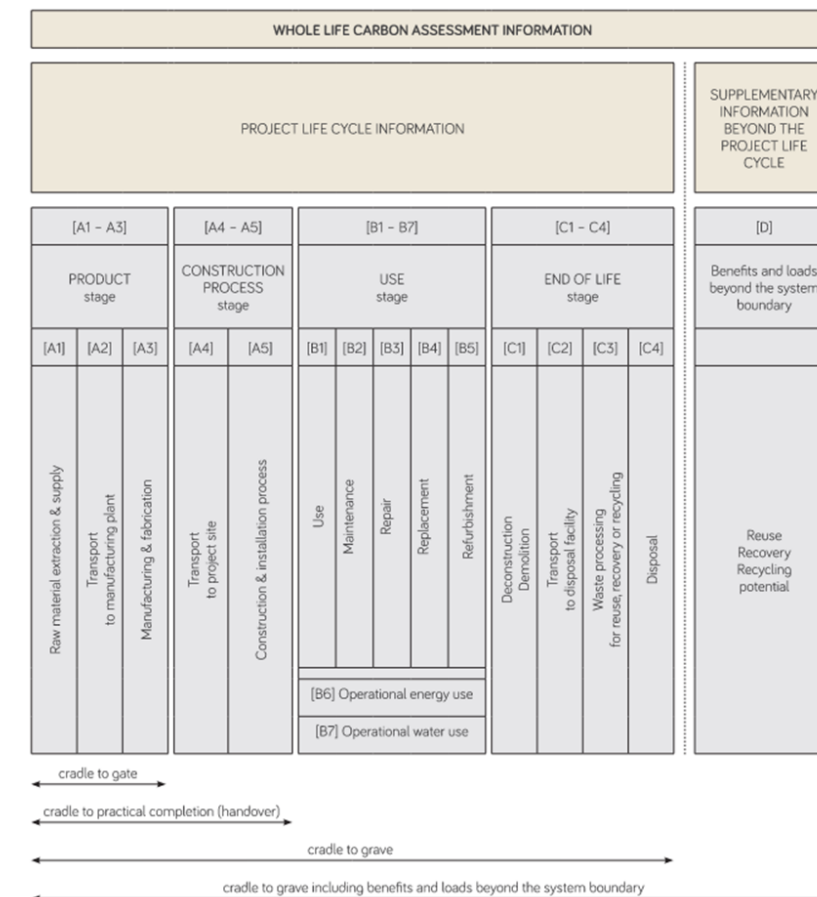 WHOLE LIFE CARBON ASSESSMENT INFORMATION
PROJECT LIFE CYCLE INFORMATION
SUPPLEMENTARY
INFORMATION
BEYOND THE
PROJECT LIFE
CYCLE
[A1 – A3]
[A4 – A5]
[B1 – B7]
[C1 – C4]
[D]
PRODUCT
stage
CONSTRUCTION
PROCESS
stage
USE
stage
END OF LIFE
stage
Benefits and loads
beyond the system
boundary
[A1]
[A2]
[A3]
[A4]
[A5]
[B1]
[B2]
[B3]
[B4]
[B5]
[C1]
[C2]
[C3]
[C4]
Raw material extraction & supply
Transport
to manufacturing plant
Manufacturing & fabrication
Transport
to project site
Construction & installation process
Use
Maintenance
Repair
Replacement
Refurbishment
Deconstruction
Demolition
Transport
to disposal facility
Waste processing
for reuse, recovery or recycling
Disposal
Reuse
Recovery
Recycling
potential
[B6] Operational energy use
[B7] Operational water use
cradle to gate
cradle to practical completion (handover)
cradle to grave
cradle to grave including benefits and loads beyond the system boundary